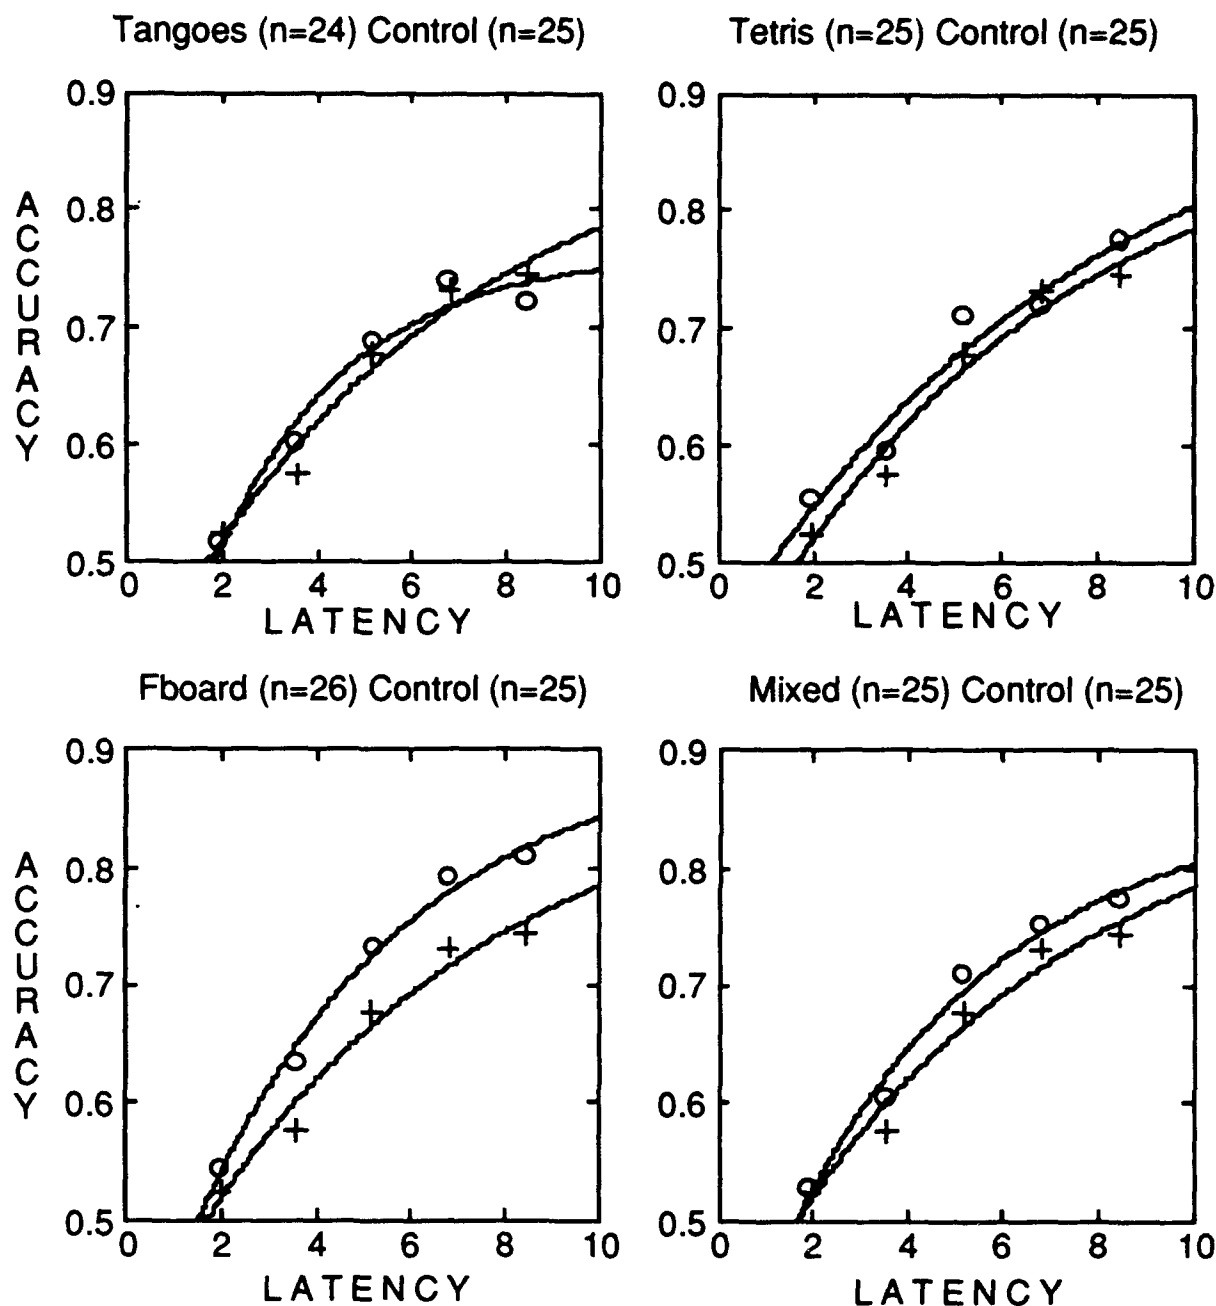 Tangoes (n=24) Control (n=25)
0.9
0.8
0.7
0.6
0.5
ACCURACY
0 2 4 6 8 10
LATENCY
Tetris (n=25) Control (n=25)
0.9
0.8
0.7
0.6
0.5
0 2 4 6 8 10
LATENCY
Fboard (n=26) Control (n=25)
0.9
0.8
0.7
0.6
0.5
ACCURACY
0 2 4 6 8 10
LATENCY
Mixed (n=25) Control (n=25)
0.9
0.8
0.7
0.6
0.5
0 2 4 6 8 10
LATENCY